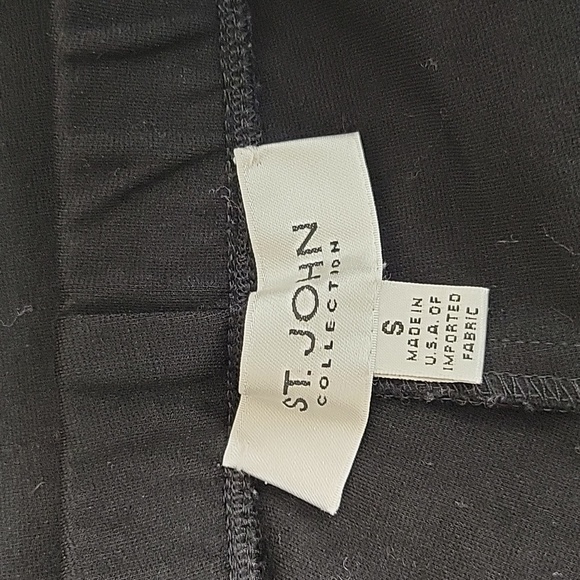 ST. JOHN
COLLECTION
S
MADE IN
U.S.A. OF
IMPORTED
FABRIC